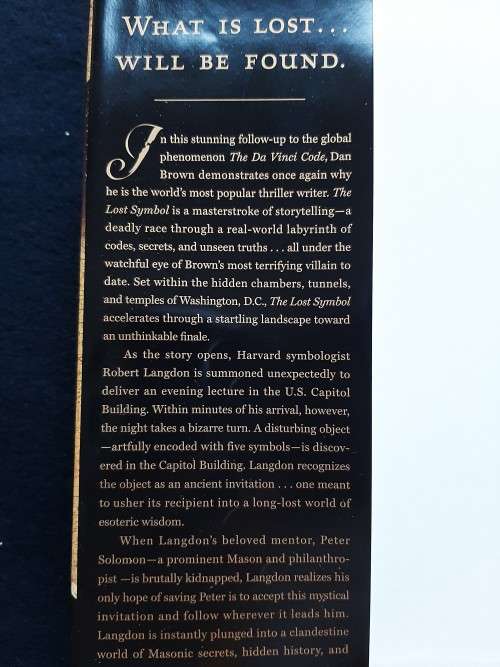 WHAT IS LOST...
WILL BE FOUND.
In this stunning follow-up to the global
phenomenon The Da Vinci Code, Dan
Brown demonstrates once again why
he is the world's most popular thriller writer. The
Lost Symbol is a masterstroke of storytelling—a
deadly race through a real-world labyrinth of
codes, secrets, and unseen truths . . . all under the
watchful eye of Brown's most terrifying villain to
date. Set within the hidden chambers, tunnels,
and temples of Washington, D.C., The Lost Symbol
accelerates through a startling landscape toward
an unthinkable finale.
As the story opens, Harvard symbologist
Robert Langdon is summoned unexpectedly to
deliver an evening lecture in the U.S. Capitol
Building. Within minutes of his arrival, however,
the night takes a bizarre turn. A disturbing object
—artfully encoded with five symbols—is discov-
ered in the Capitol Building. Langdon recognizes
the object as an ancient invitation . . . one meant
to usher its recipient into a long-lost world of
esoteric wisdom.
When Langdon's beloved mentor, Peter
Solomon—a prominent Mason and philanthro-
pist —is brutally kidnapped, Langdon realizes his
only hope of saving Peter is to accept this mystical
invitation and follow wherever it leads him.
Langdon is instantly plunged into a clandestine
world of Masonic secrets, hidden history, and